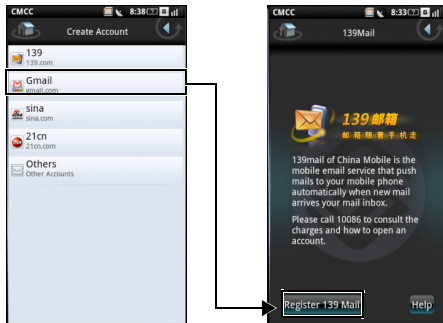 CMCC 8:38
Create Account
139
139.com
Gmail
gmail.com
sina
sina.com
21cn
21cn.com
Others
Other Accounts
CMCC 8:33
139Mail
139邮箱
邮箱随着手机走
139mail of China Mobile is the
mobile email service that push
mails to your mobile phone
automatically when new mail
arrives your mail inbox.
Please call 10086 to consult the
charges and how to open an
account.
Register 139 Mail
Help